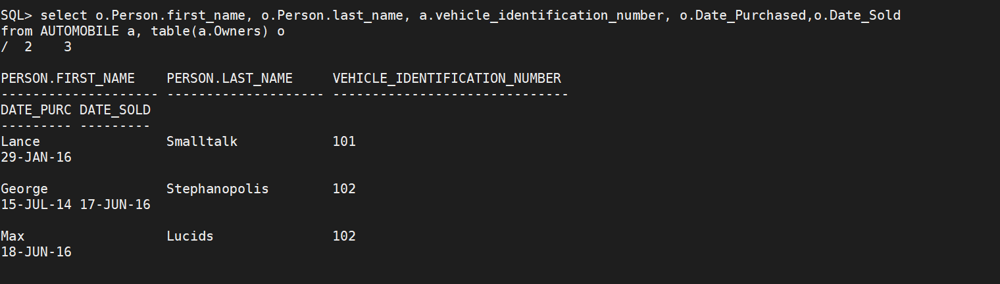 SQL> select o.Person.first_name, o.Person.last_name, a.vehicle_identification_number, o.Date_Purchased,o.Date_Sold
from AUTOMOBILE a, table(a.Owners) o
/  2    3

PERSON.FIRST_NAME    PERSON.LAST_NAME     VEHICLE_IDENTIFICATION_NUMBER
-------------------- -------------------- ------------------------------
DATE_PURC DATE_SOLD
--------- ---------
Lance                Smalltalk            101
29-JAN-16

George               Stephanopolis        102
15-JUL-14 17-JUN-16

Max                  Lucids               102
18-JUN-16